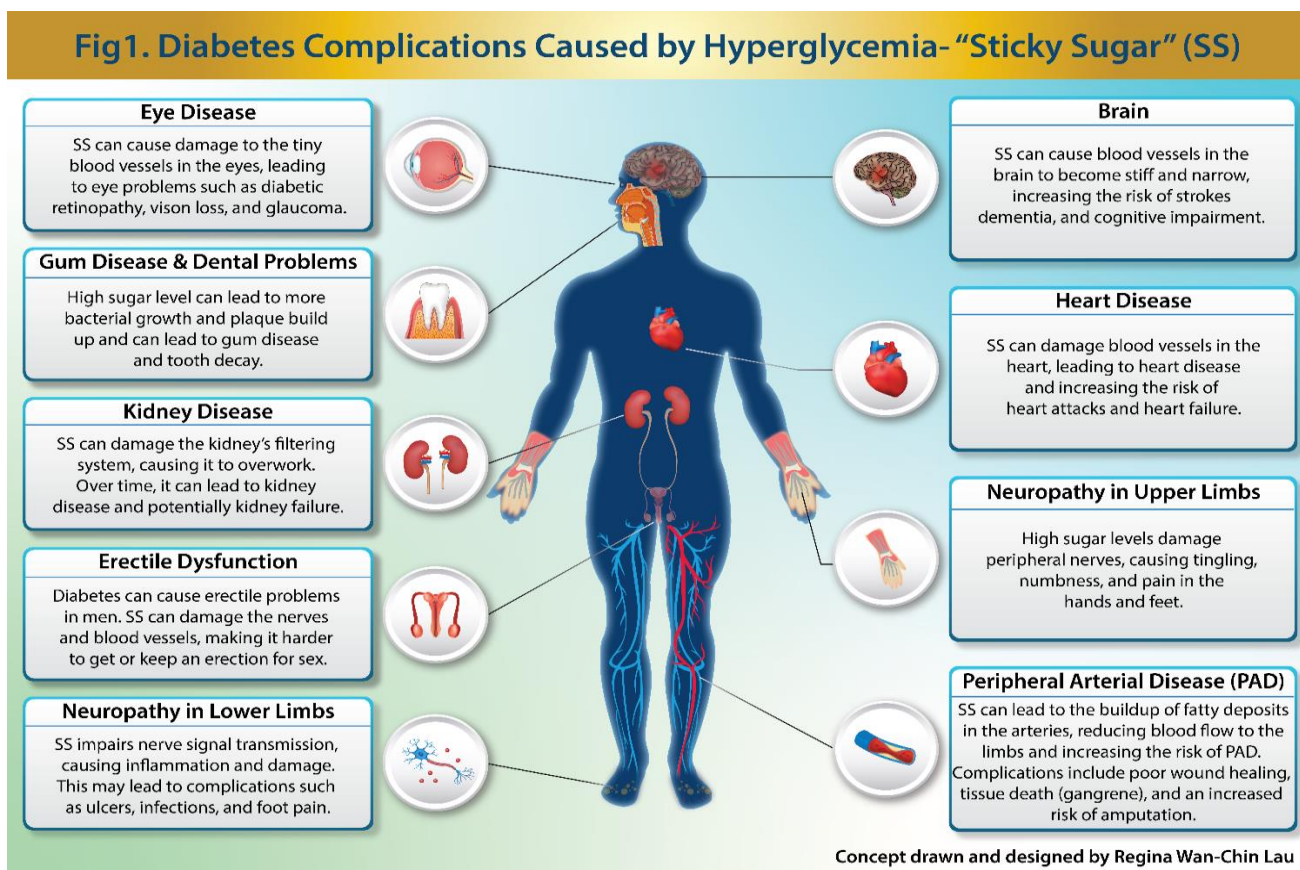 Fig1. Diabetes Complications Caused by Hyperglycemia- “Sticky Sugar” (SS)
Eye Disease
SS can cause damage to the tiny
blood vessels in the eyes, leading
to eye problems such as diabetic
retinopathy, vison loss, and glaucoma.
Gum Disease & Dental Problems
High sugar level can lead to more
bacterial growth and plaque build
up and can lead to gum disease
and tooth decay.
Kidney Disease
SS can damage the kidney’s filtering
system, causing it to overwork.
Over time, it can lead to kidney
disease and potentially kidney failure.
Erectile Dysfunction
Diabetes can cause erectile problems
in men. SS can damage the nerves
and blood vessels, making it harder
to get or keep an erection for sex.
Neuropathy in Lower Limbs
SS impairs nerve signal transmission,
causing inflammation and damage.
This may lead to complications such
as ulcers, infections, and foot pain.
Brain
SS can cause blood vessels in the
brain to become stiff and narrow,
increasing the risk of strokes
dementia, and cognitive impairment.
Heart Disease
SS can damage blood vessels in the
heart, leading to heart disease
and increasing the risk of
heart attacks and heart failure.
Neuropathy in Upper Limbs
High sugar levels damage
peripheral nerves, causing tingling,
numbness, and pain in the
hands and feet.
Peripheral Arterial Disease (PAD)
SS can lead to the buildup of fatty deposits
in the arteries, reducing blood flow to the
limbs and increasing the risk of PAD.
Complications include poor wound healing,
tissue death (gangrene), and an increased
risk of amputation.
Concept drawn and designed by Regina Wan-Chin Lau